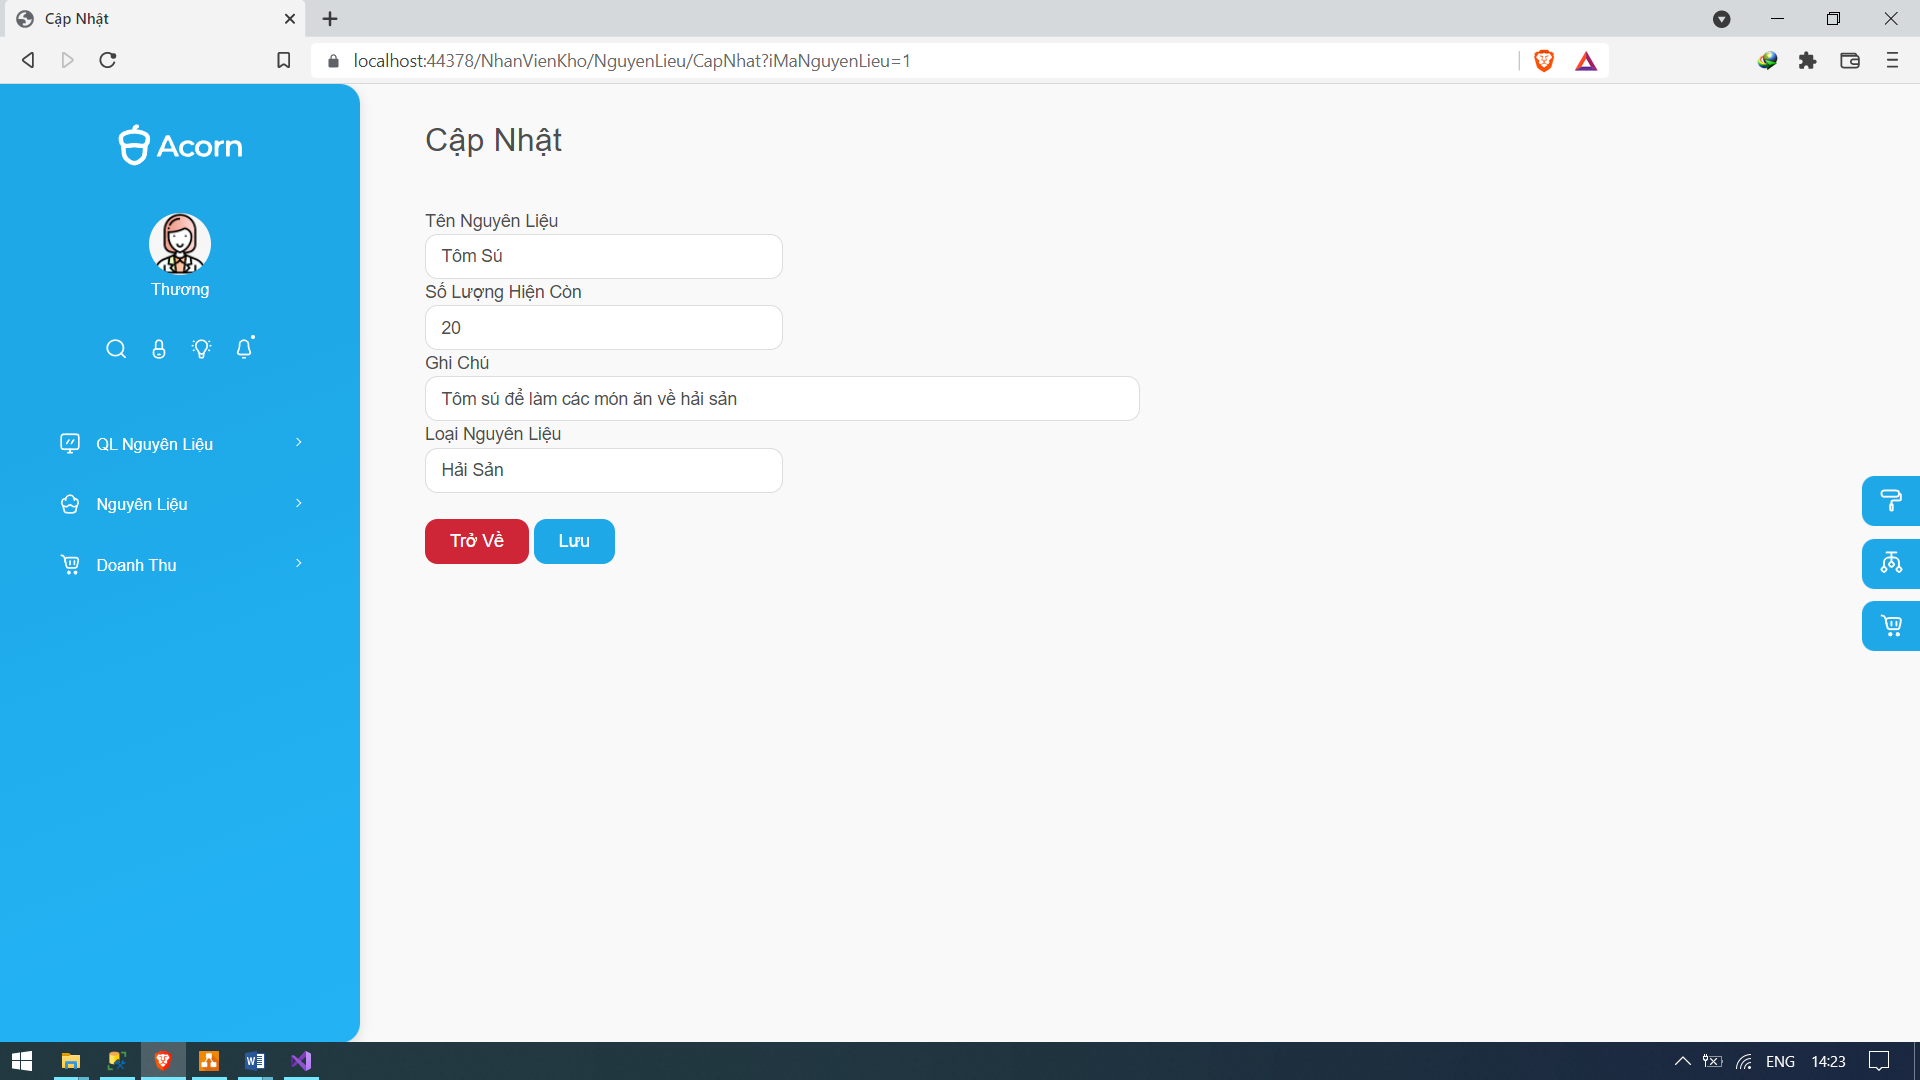 Cập Nhật
localhost:44378/NhanVienKho/NguyenLieu/CapNhat?iMaNguyenLieu=1
Acorn
Thương
QL Nguyên Liệu
Nguyên Liệu
Doanh Thu
Cập Nhật
Tên Nguyên Liệu
Tôm Sú
Số Lượng Hiện Còn
20
Ghi Chú
Tôm sú để làm các món ăn về hải sản
Loại Nguyên Liệu
Hải Sản
Trở Về Lưu
ENG 14:23